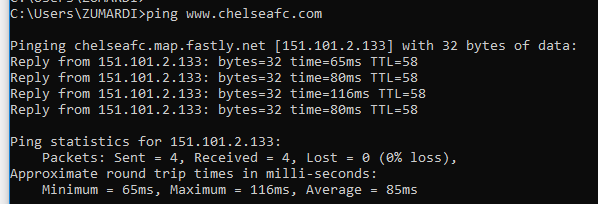 C:\Users\ZUMARDI>ping www.chelseafc.com
Pinging chelseafc.map.fastly.net [151.101.2.133] with 32 bytes of data:
Reply from 151.101.2.133: bytes=32 time=65ms TTL=58
Reply from 151.101.2.133: bytes=32 time=80ms TTL=58
Reply from 151.101.2.133: bytes=32 time=116ms TTL=58
Reply from 151.101.2.133: bytes=32 time=80ms TTL=58
Ping statistics for 151.101.2.133:
    Packets: Sent = 4, Received = 4, Lost = 0 (0% loss),
Approximate round trip times in milli-seconds:
    Minimum = 65ms, Maximum = 116ms, Average = 85ms